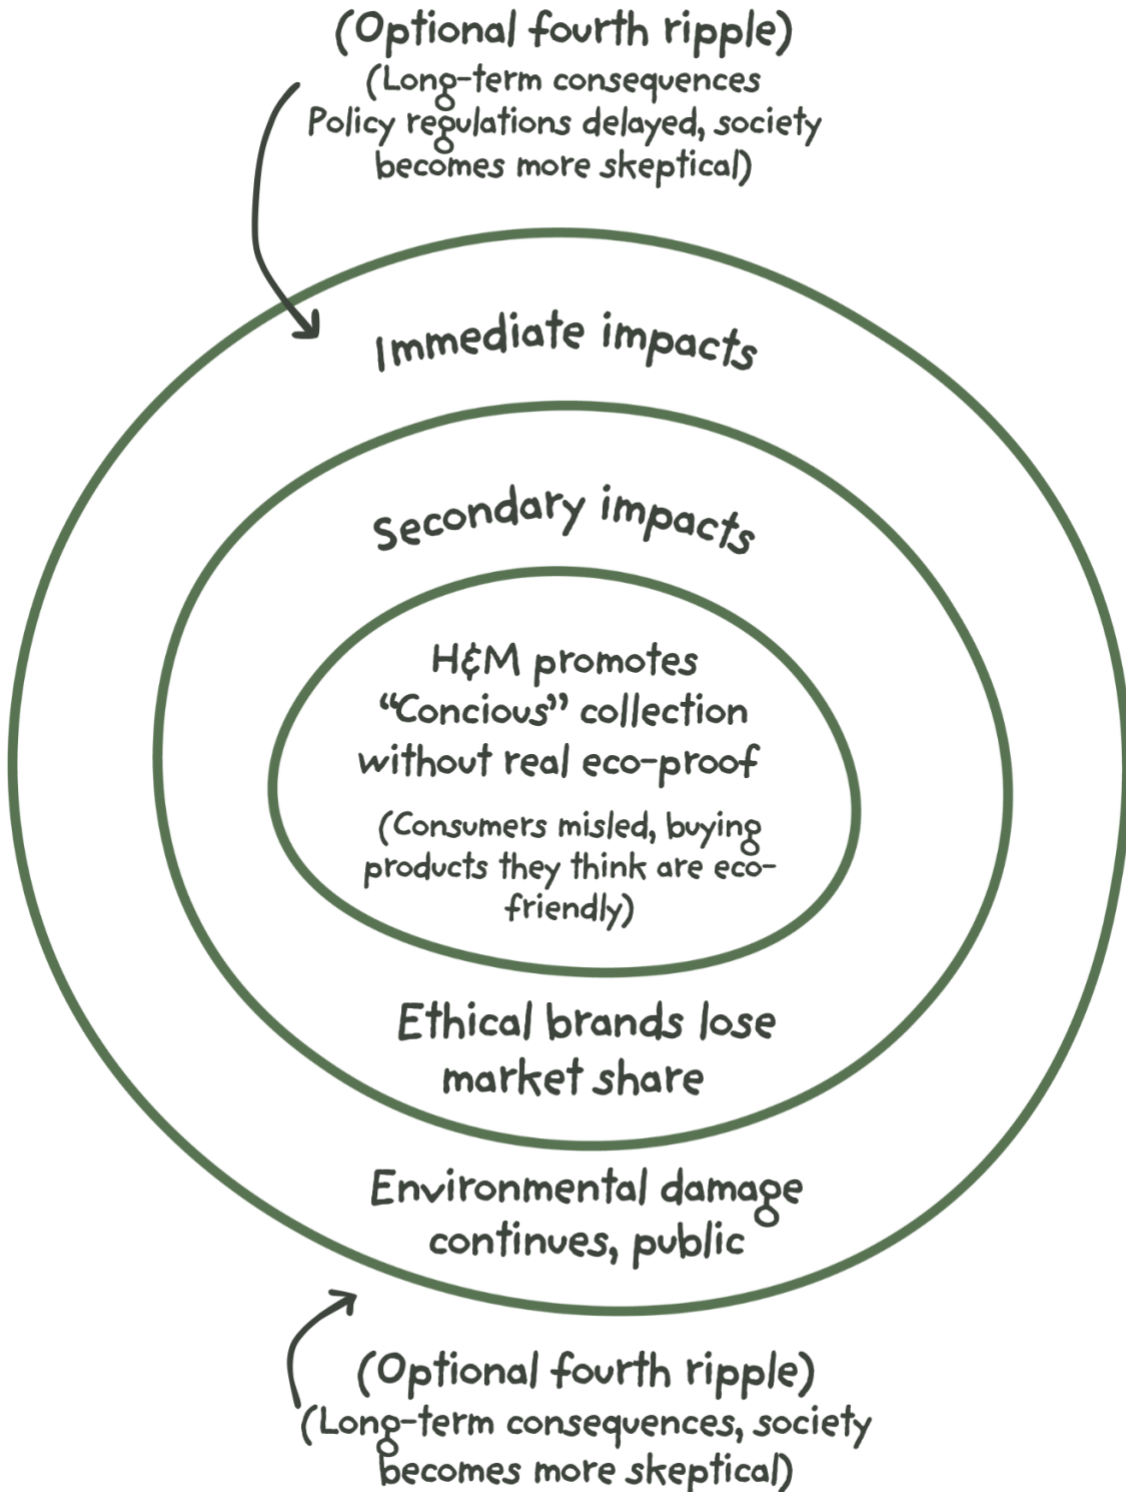 (Optional fourth ripple)
(Long-term consequences
Policy regulations delayed, society
becomes more skeptical)
Immediate impacts
Secondary impacts
H&M promotes
“Concious” collection
without real eco-proof
(Consumers misled, buying
products they think are eco-
friendly)
Ethical brands lose
market share
Environmental damage
continues, public
(Optional fourth ripple)
(Long-term consequences, society
becomes more skeptical)